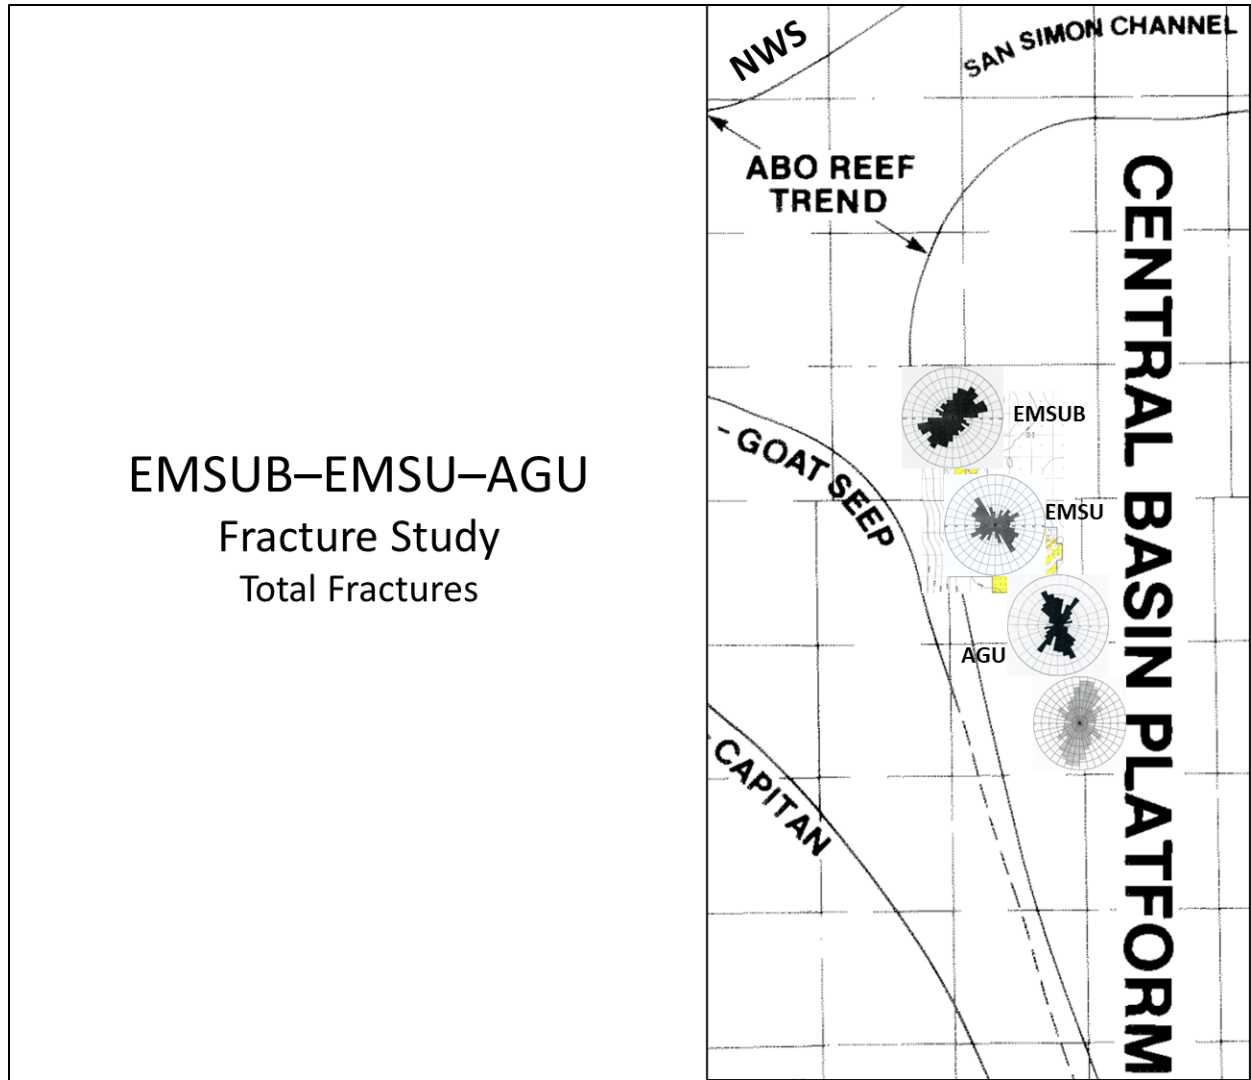 EMSUB–EMSU–AGU
Fracture Study
Total Fractures
NWS
SAN SIMON CHANNEL
ABO REEF
TREND
CENTRAL BASIN PLATFORM
EMSUB
- GOAT SEEP
EMSU
AGU
CAPITAN